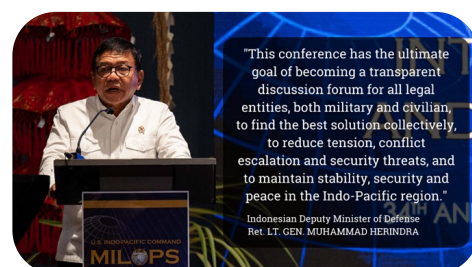 "This conference has the ultimate
goal of becoming a transparent
discussion forum for all legal
entities, both military and civilian,
to find the best solution collectively,
to reduce tension, conflict
escalation and security threats, and
to maintain stability, security and
peace in the Indo-Pacific region."
Indonesian Deputy Minister of Defense
Ret. LT. GEN. MUHAMMAD HERINDRA
U.S. INDO-PACIFIC COMMAND
MILOPS
34TH AN